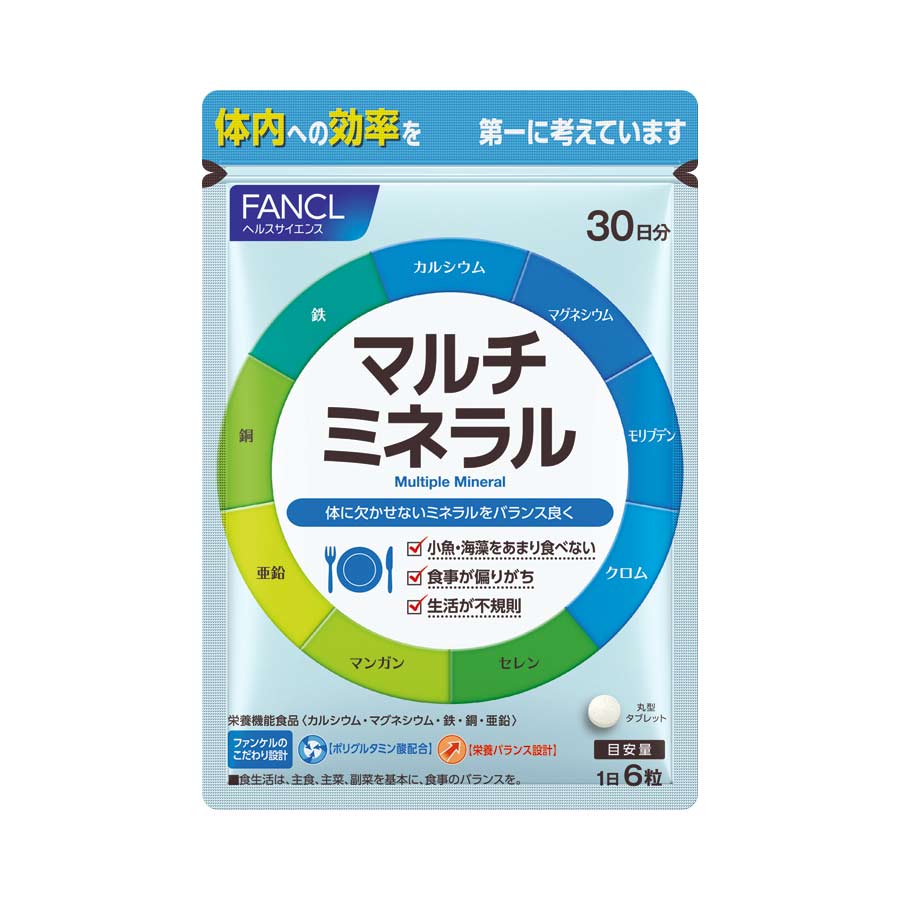 体内への効率を 第一に考えています
FANCL
ヘルスサイエンス
30日分
カルシウム
マグネシウム
モリブデン
クロム
セレン
マンガン
亜鉛
銅
鉄
マルチ
ミネラル
Multiple Mineral
体に欠かせないミネラルをバランス良く
小魚・海藻をあまり食べない
食事が偏りがち
生活が不規則
丸型
タブレット
栄養機能食品〈カルシウム・マグネシウム・鉄・銅・亜鉛〉
ファンケルの
こだわり設計
【ポリグルタミン酸配合】
【栄養バランス設計】
目安量
1日6粒
■食生活は、主食、主菜、副菜を基本に、食事のバランスを。